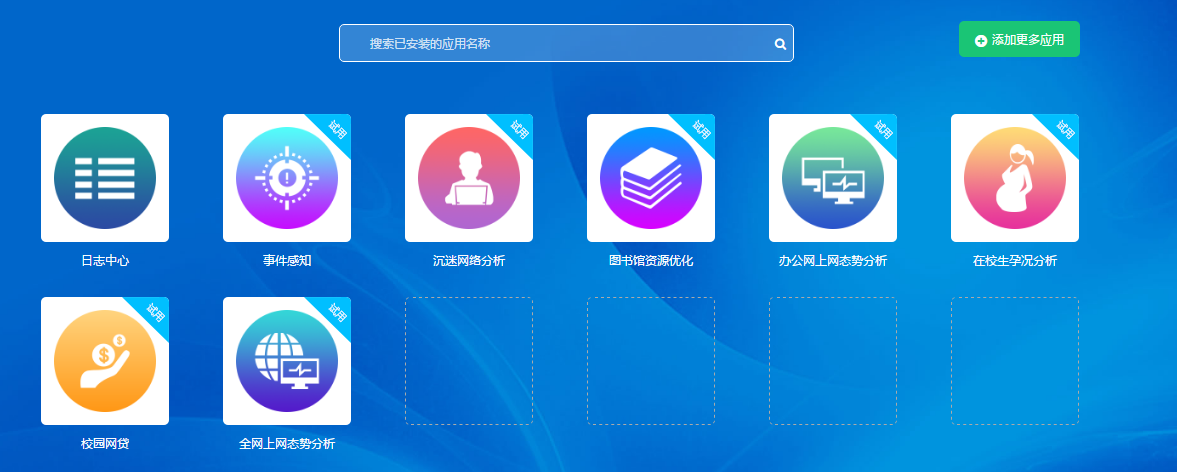 搜索已安装的应用名称
添加更多应用
试用
试用
试用
试用
试用
日志中心
事件感知
沉迷网络分析
图书馆资源优化
办公网上网态势分析
在校生孕况分析
试用
试用
校园网贷
全网上网态势分析